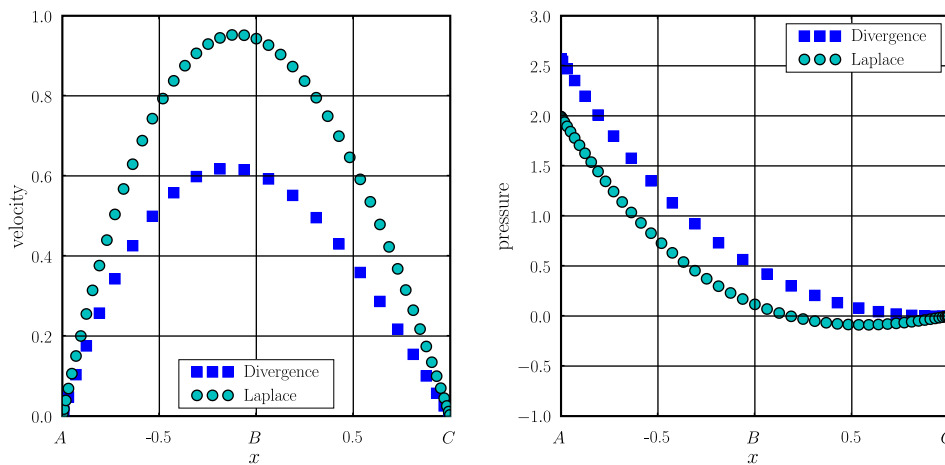 1.0
0.8
0.6
0.4
0.2
0.0
velocity
A -0.5 B 0.5 C
x
Divergence
Laplace
3.0
2.5
2.0
1.5
1.0
0.5
0.0
−0.5
−1.0
pressure
A -0.5 B 0.5 C
x
Divergence
Laplace